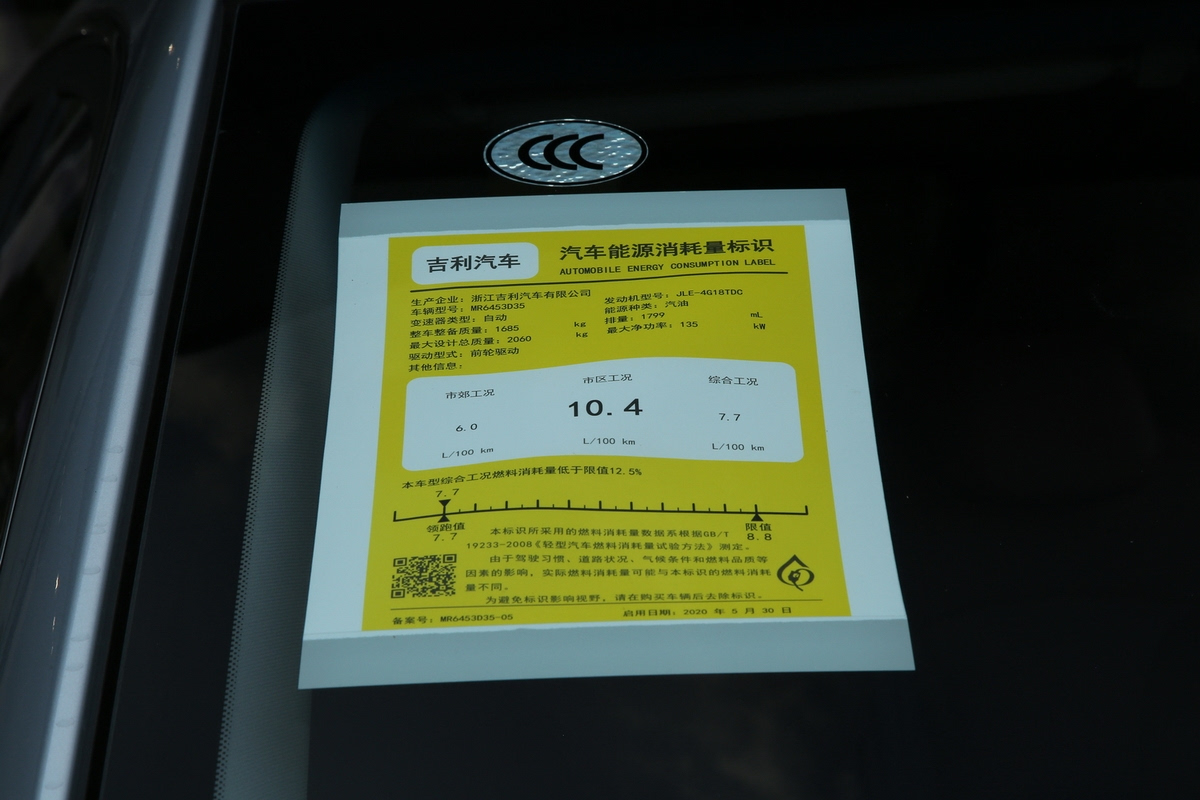 CCC
吉利汽车
汽车能源消耗量标识
AUTOMOBILE ENERGY CONSUMPTION LABEL
生产企业：浙江吉利汽车有限公司
车辆型号：MR6453D35
变速器类型：自动
整车整备质量：1685 kg
最大设计总质量：2060 kg
驱动型式：前轮驱动
其他信息：
发动机型号：JLE-4G18TDC
能源种类：汽油
排量：1799 mL
最大净功率：135 kW
市郊工况
6.0
L/100 km
市区工况
10.4
L/100 km
综合工况
7.7
L/100 km
本车型综合工况燃料消耗量低于限值12.5%
7.7
领跑值
7.7
限值
8.8
本标识所采用的燃料消耗量数据系根据GB/T
19233-2008《轻型汽车燃料消耗量试验方法》测定。
由于驾驶习惯、道路状况、气候条件和燃料品质等
因素的影响，实际燃料消耗量可能与本标识的燃料消耗
量不同。
为避免标识影响视野，请在购买车辆后去除标识。
备案号：MR6453D35-05
启用日期：2020 年 5 月 30 日